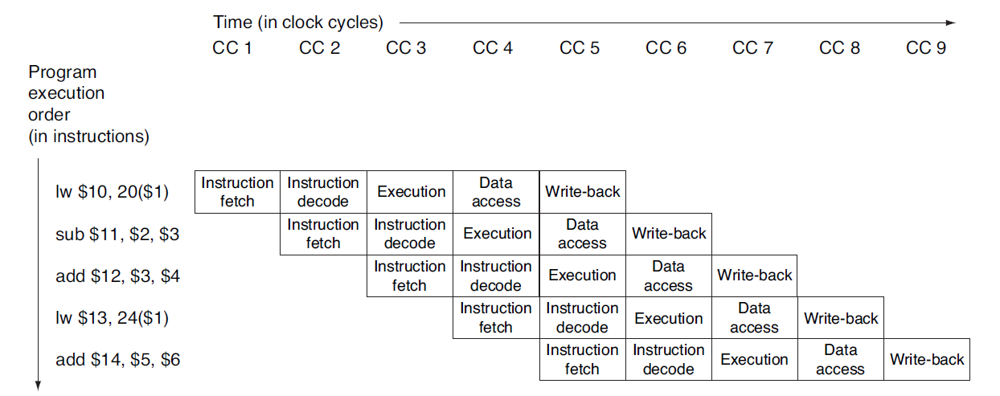 Time (in clock cycles)
CC 1 CC 2 CC 3 CC 4 CC 5 CC 6 CC 7 CC 8 CC 9
Program
execution
order
(in instructions)
lw $10, 20($1)
Instruction
fetch
Instruction
decode
Execution
Data
access
Write-back
sub $11, $2, $3
Instruction
fetch
Instruction
decode
Execution
Data
access
Write-back
add $12, $3, $4
Instruction
fetch
Instruction
decode
Execution
Data
access
Write-back
lw $13, 24($1)
Instruction
fetch
Instruction
decode
Execution
Data
access
Write-back
add $14, $5, $6
Instruction
fetch
Instruction
decode
Execution
Data
access
Write-back